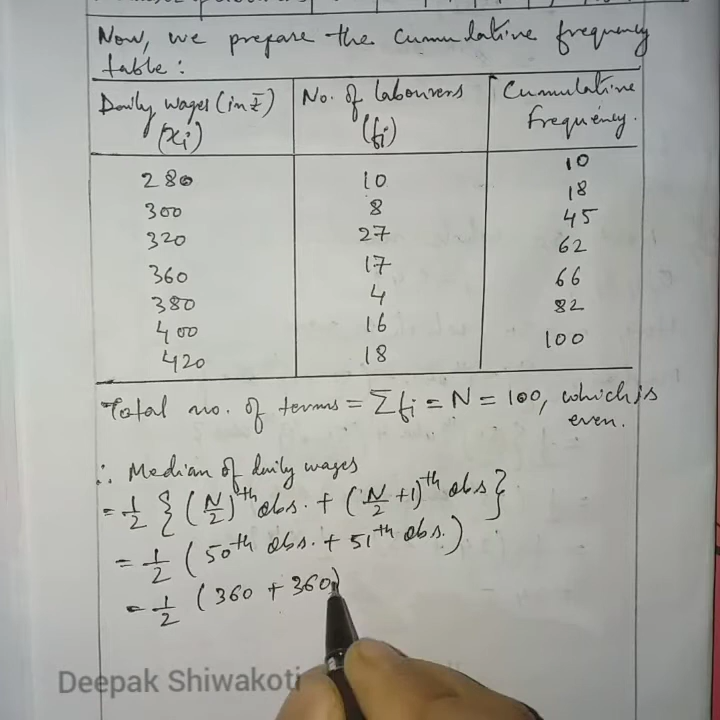 Now, we prepare the cumulative frequency
table:
Daily wages (in ₹) (xi) | No. of labourers (fi) | Cumulative Frequency.
280 | 10 | 10
300 | 8 | 18
320 | 27 | 45
360 | 17 | 62
380 | 4 | 66
400 | 16 | 82
420 | 18 | 100
Total no. of terms = Σfi = N = 100, which is
even.
∴ Median of daily wages
= 1/2 { (N/2)th obs. + (N/2 + 1)th obs }
= 1/2 ( 50th obs. + 51th obs. )
= 1/2 ( 360 + 360)
Deepak Shiwakoti